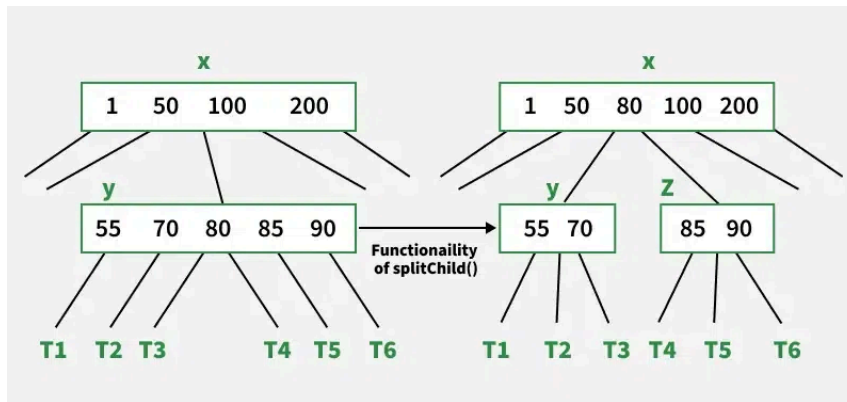 x
1 50 100 200
y
55 70 80 85 90
T1 T2 T3 T4 T5 T6
Functionaility
of splitChild()
x
1 50 80 100 200
y Z
55 70 85 90
T1 T2 T3 T4 T5 T6